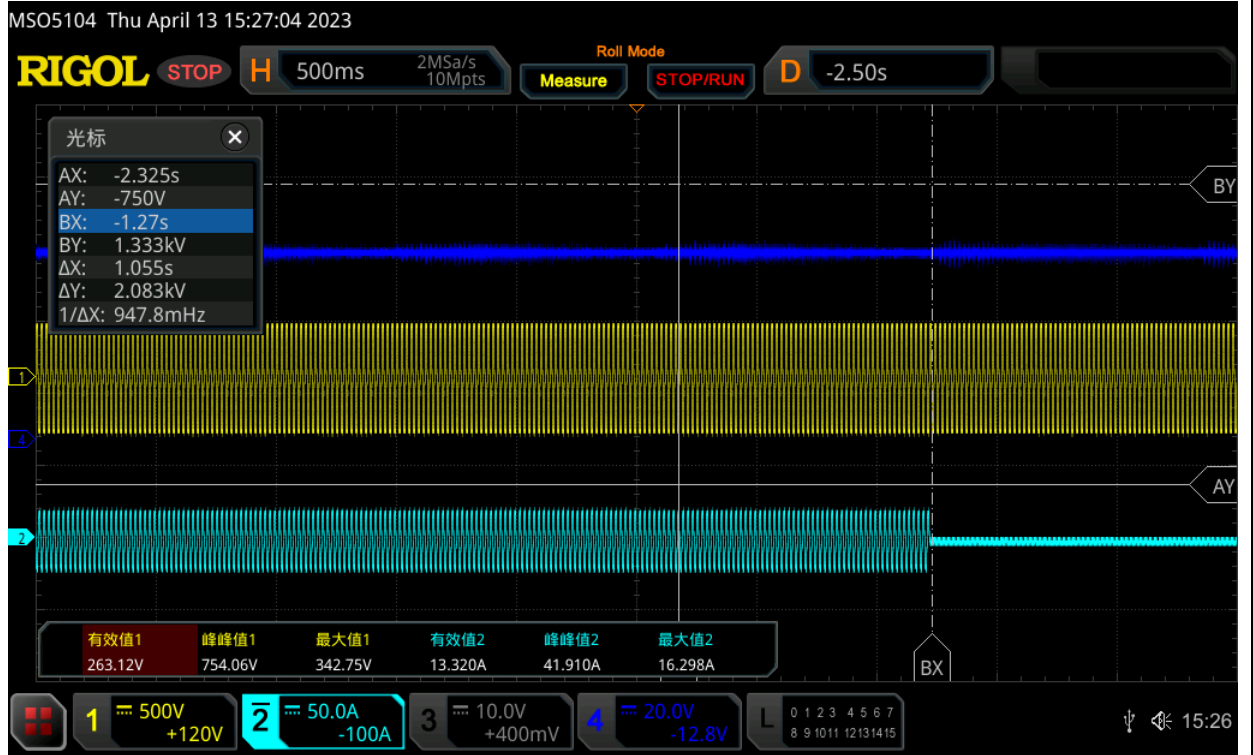 MSO5104 Thu April 13 15:27:04 2023
RIGOL STOP H 500ms 2MSa/s 10Mpts Roll Mode Measure STOP/RUN D -2.50s
光标
AX: -2.325s
AY: -750V
BX: -1.27s
BY: 1.333kV
ΔX: 1.055s
ΔY: 2.083kV
1/ΔX: 947.8mHz
BY
1
4
AY
2
有效值1 峰峰值1 最大值1 有效值2 峰峰值2 最大值2
263.12V 754.06V 342.75V 13.320A 41.910A 16.298A
BX
1 500V +120V 2 50.0A -100A 3 10.0V +400mV 4 20.0V -12.8V L 0 1 2 3 4 5 6 7
8 9 10 11 12 13 14 15
15:26